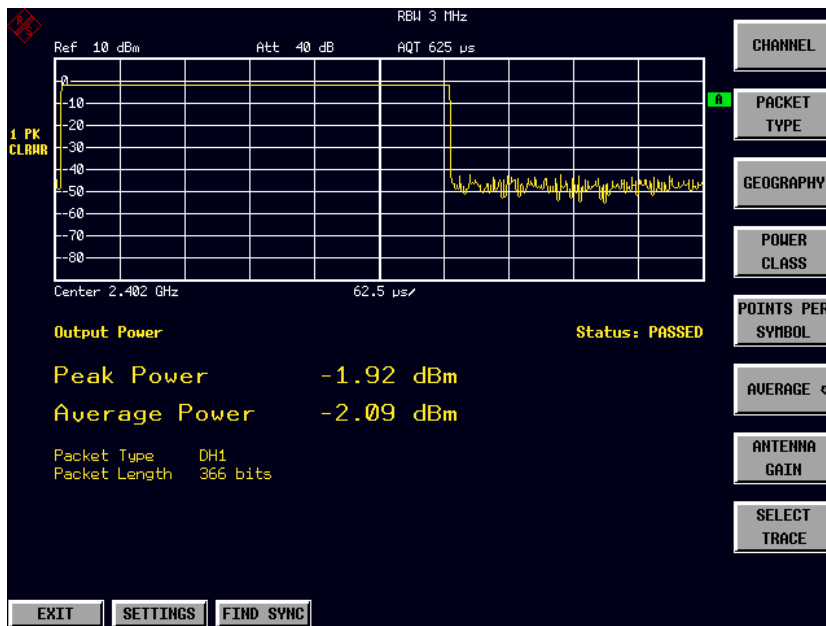 RBW 3 MHz
Ref 10 dBm Att 40 dB AQT 625 µs
CHANNEL
0
-10
A
PACKET TYPE
-20
1 PK
CLRWR
-30
-40
-50
GEOGRAPHY
-60
-70
-80
POWER CLASS
Center 2.402 GHz 62.5 µs/
POINTS PER SYMBOL
Output Power Status: PASSED
Peak Power -1.92 dBm
AVERAGE
Average Power -2.09 dBm
Packet Type DH1
Packet Length 366 bits
ANTENNA GAIN
SELECT TRACE
EXIT SETTINGS FIND SYNC